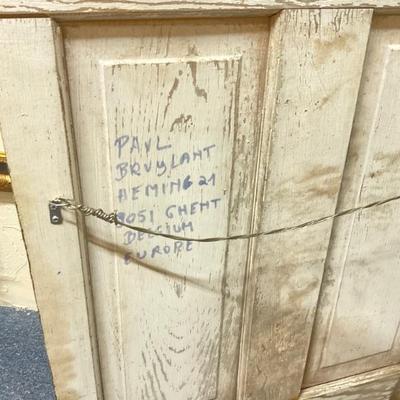 PAUL
BRUYLANT
HEMING 21
9051 GHENT
BELGIUM
EUROPE